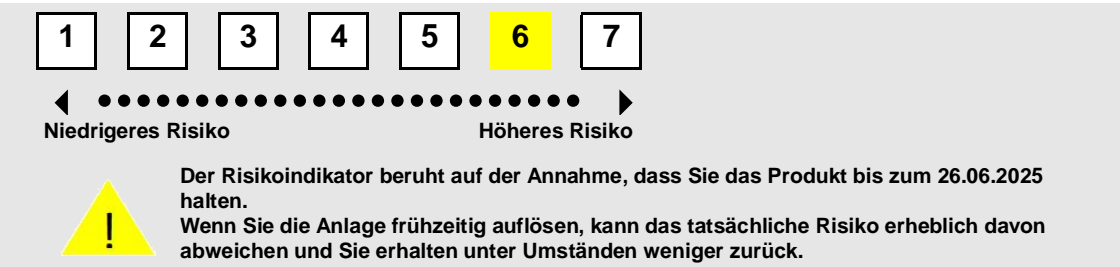 1 2 3 4 5 6 7
Niedrigeres Risiko Höheres Risiko
Der Risikoindikator beruht auf der Annahme, dass Sie das Produkt bis zum 26.06.2025
halten.
Wenn Sie die Anlage frühzeitig auflösen, kann das tatsächliche Risiko erheblich davon
abweichen und Sie erhalten unter Umständen weniger zurück.
!